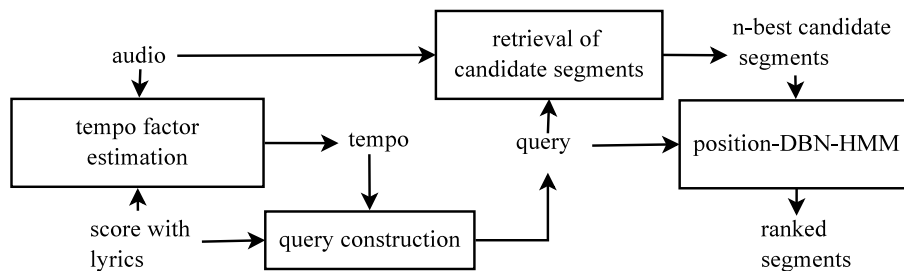 audio
retrieval of
candidate segments
n-best candidate
segments
tempo factor
estimation
tempo
query
position-DBN-HMM
score with
lyrics
query construction
ranked
segments